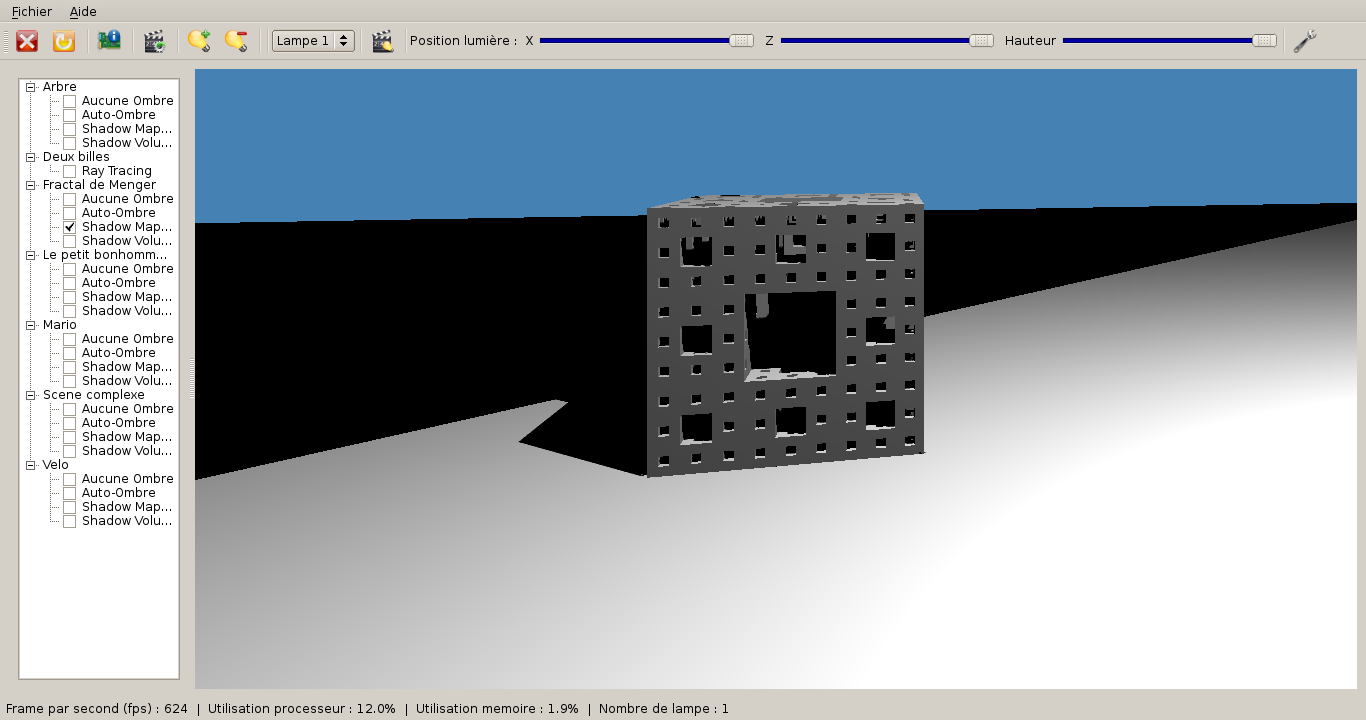 Fichier Aide
Lampe 1 Position lumière : X Z Hauteur
Arbre
Aucune Ombre
Auto-Ombre
Shadow Map...
Shadow Volu...
Deux billes
Ray Tracing
Fractal de Menger
Aucune Ombre
Auto-Ombre
Shadow Map...
Shadow Volu...
Le petit bonhomm...
Aucune Ombre
Auto-Ombre
Shadow Map...
Shadow Volu...
Mario
Aucune Ombre
Auto-Ombre
Shadow Map...
Shadow Volu...
Scene complexe
Aucune Ombre
Auto-Ombre
Shadow Map...
Shadow Volu...
Velo
Aucune Ombre
Auto-Ombre
Shadow Map...
Shadow Volu...
Frame par second (fps) : 624 | Utilisation processeur : 12.0% | Utilisation memoire : 1.9% | Nombre de lampe : 1